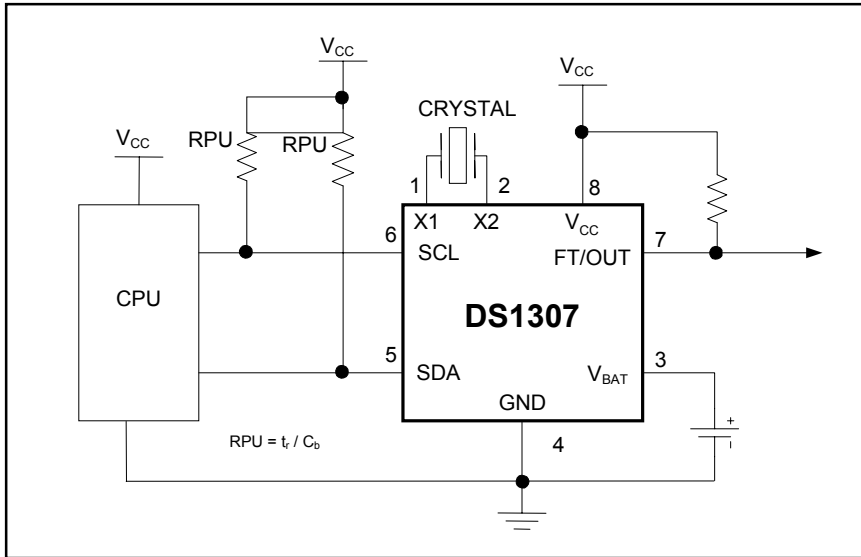 VCC
VCC
CRYSTAL
VCC
RPU
RPU
1
2
8
X1
X2
VCC
6
SCL
FT/OUT
7
CPU
DS1307
5
SDA
VBAT
3
GND
+
−
RPU = tr / Cb
4